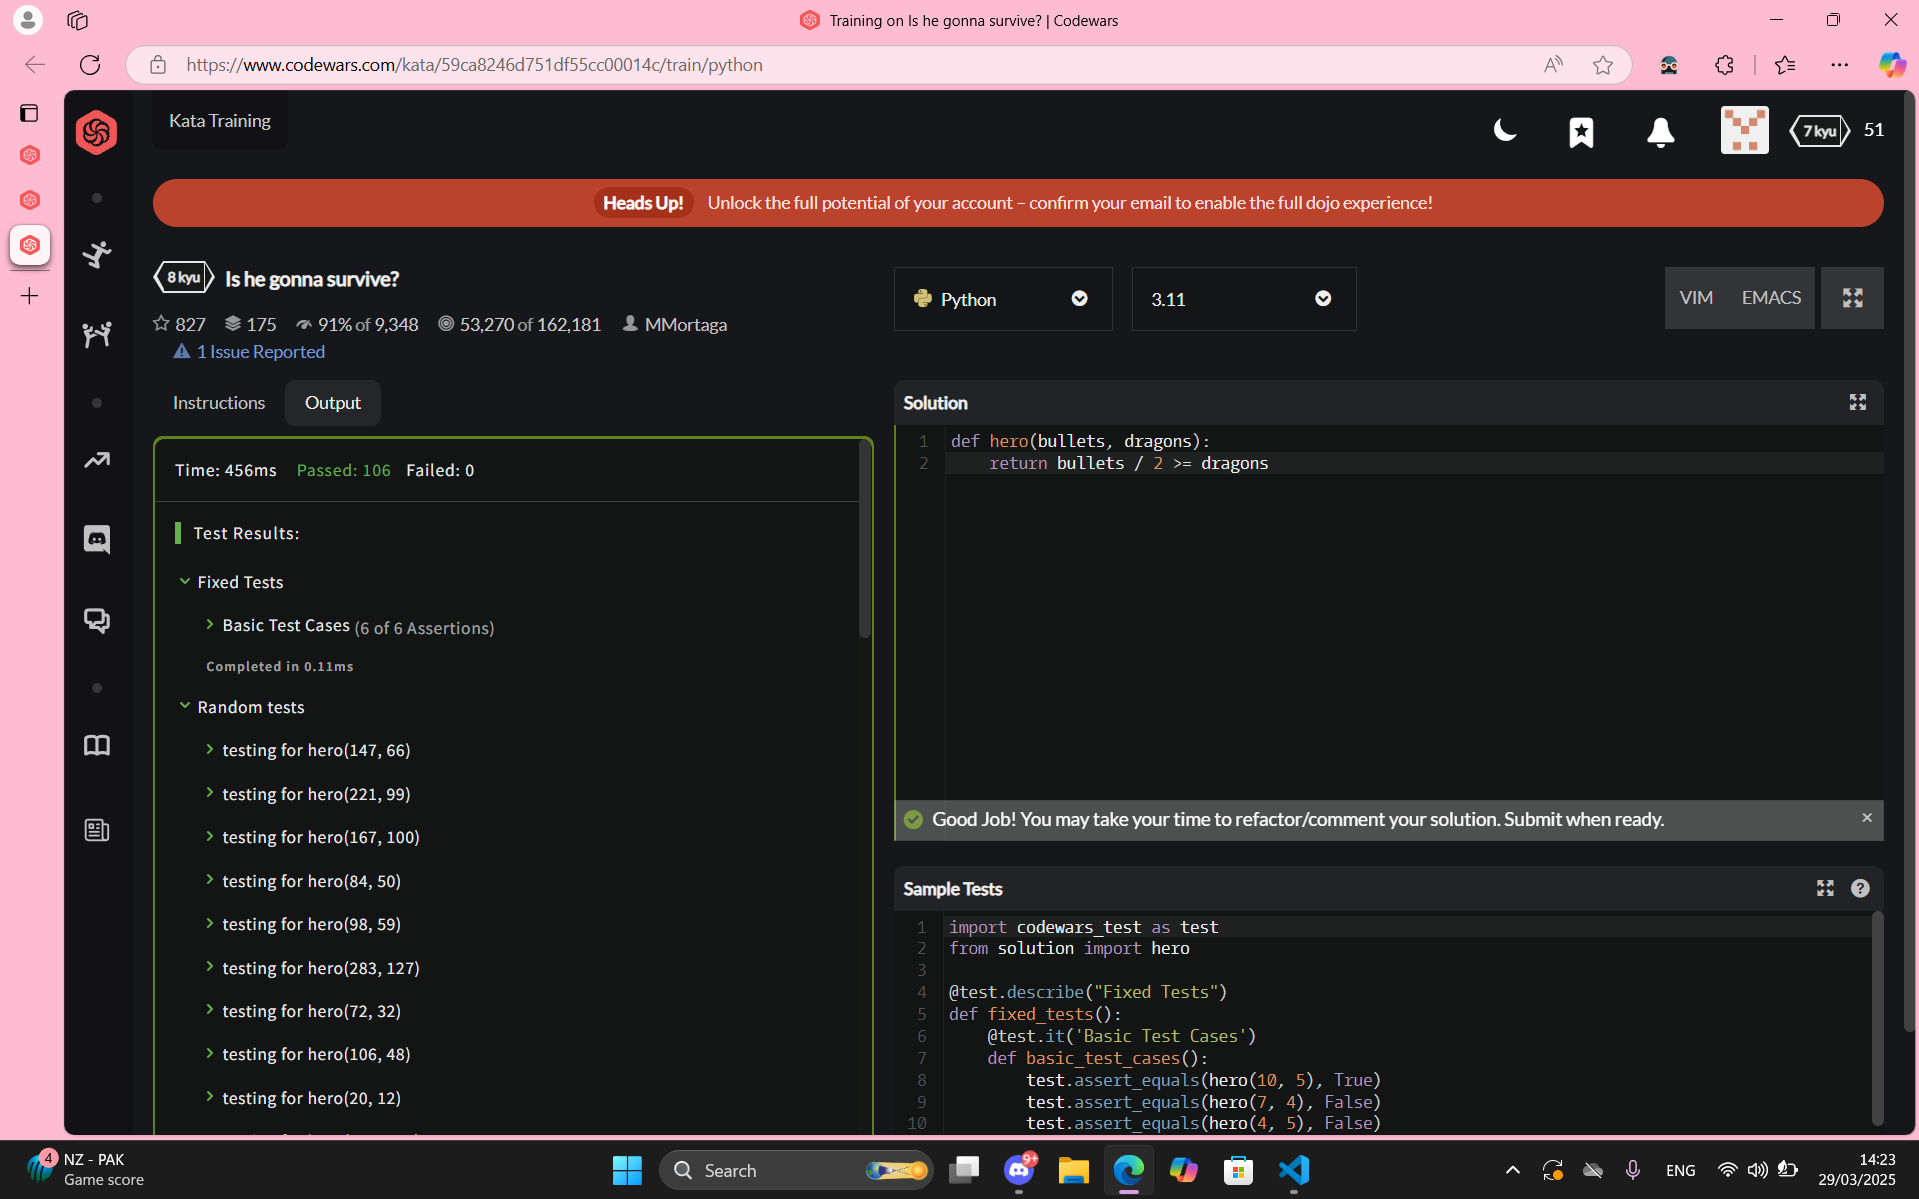 Training on Is he gonna survive? | Codewars
https://www.codewars.com/kata/59ca8246d751df55cc00014c/train/python
Kata Training
7 kyu
51
Heads Up! Unlock the full potential of your account – confirm your email to enable the full dojo experience!
8 kyu Is he gonna survive?
827 175 91% of 9,348 53,270 of 162,181 MMortaga
1 Issue Reported
Python
3.11
VIM EMACS
Instructions
Output
Time: 456ms Passed: 106 Failed: 0
Test Results:
Fixed Tests
Basic Test Cases (6 of 6 Assertions)
Completed in 0.11ms
Random tests
testing for hero(147, 66)
testing for hero(221, 99)
testing for hero(167, 100)
testing for hero(84, 50)
testing for hero(98, 59)
testing for hero(283, 127)
testing for hero(72, 32)
testing for hero(106, 48)
testing for hero(20, 12)
Solution
1 def hero(bullets, dragons):
2 return bullets / 2 >= dragons
Good Job! You may take your time to refactor/comment your solution. Submit when ready.
×
Sample Tests
?
1 import codewars_test as test
2 from solution import hero
3
4 @test.describe("Fixed Tests")
5 def fixed_tests():
6 @test.it('Basic Test Cases')
7 def basic_test_cases():
8 test.assert_equals(hero(10, 5), True)
9 test.assert_equals(hero(7, 4), False)
10 test.assert_equals(hero(4, 5), False)
4
NZ - PAK
Game score
Search
9+
ENG
14:23
29/03/2025